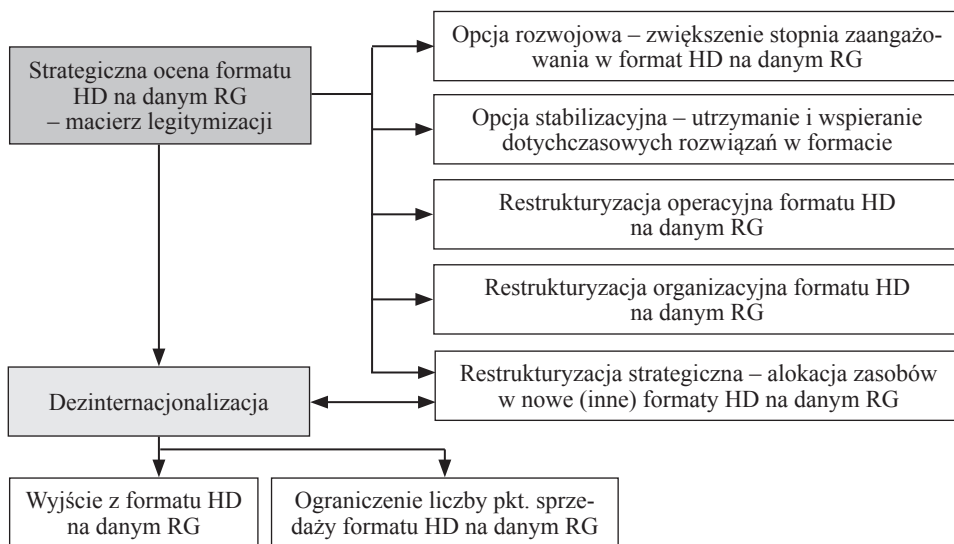 Strategiczna ocena formatu
HD na danym RG
– macierz legitymizacji
Opcja rozwojowa – zwiększenie stopnia zaangażo-
wania w format HD na danym RG
Opcja stabilizacyjna – utrzymanie i wspieranie
dotychczasowych rozwiązań w formacie
Restrukturyzacja operacyjna formatu HD
na danym RG
Restrukturyzacja organizacyjna formatu HD
na danym RG
Restrukturyzacja strategiczna – alokacja zasobów
w nowe (inne) formaty HD na danym RG
Dezinternacjonalizacja
Wyjście z formatu HD
na danym RG
Ograniczenie liczby pkt. sprze-
daży formatu HD na danym RG